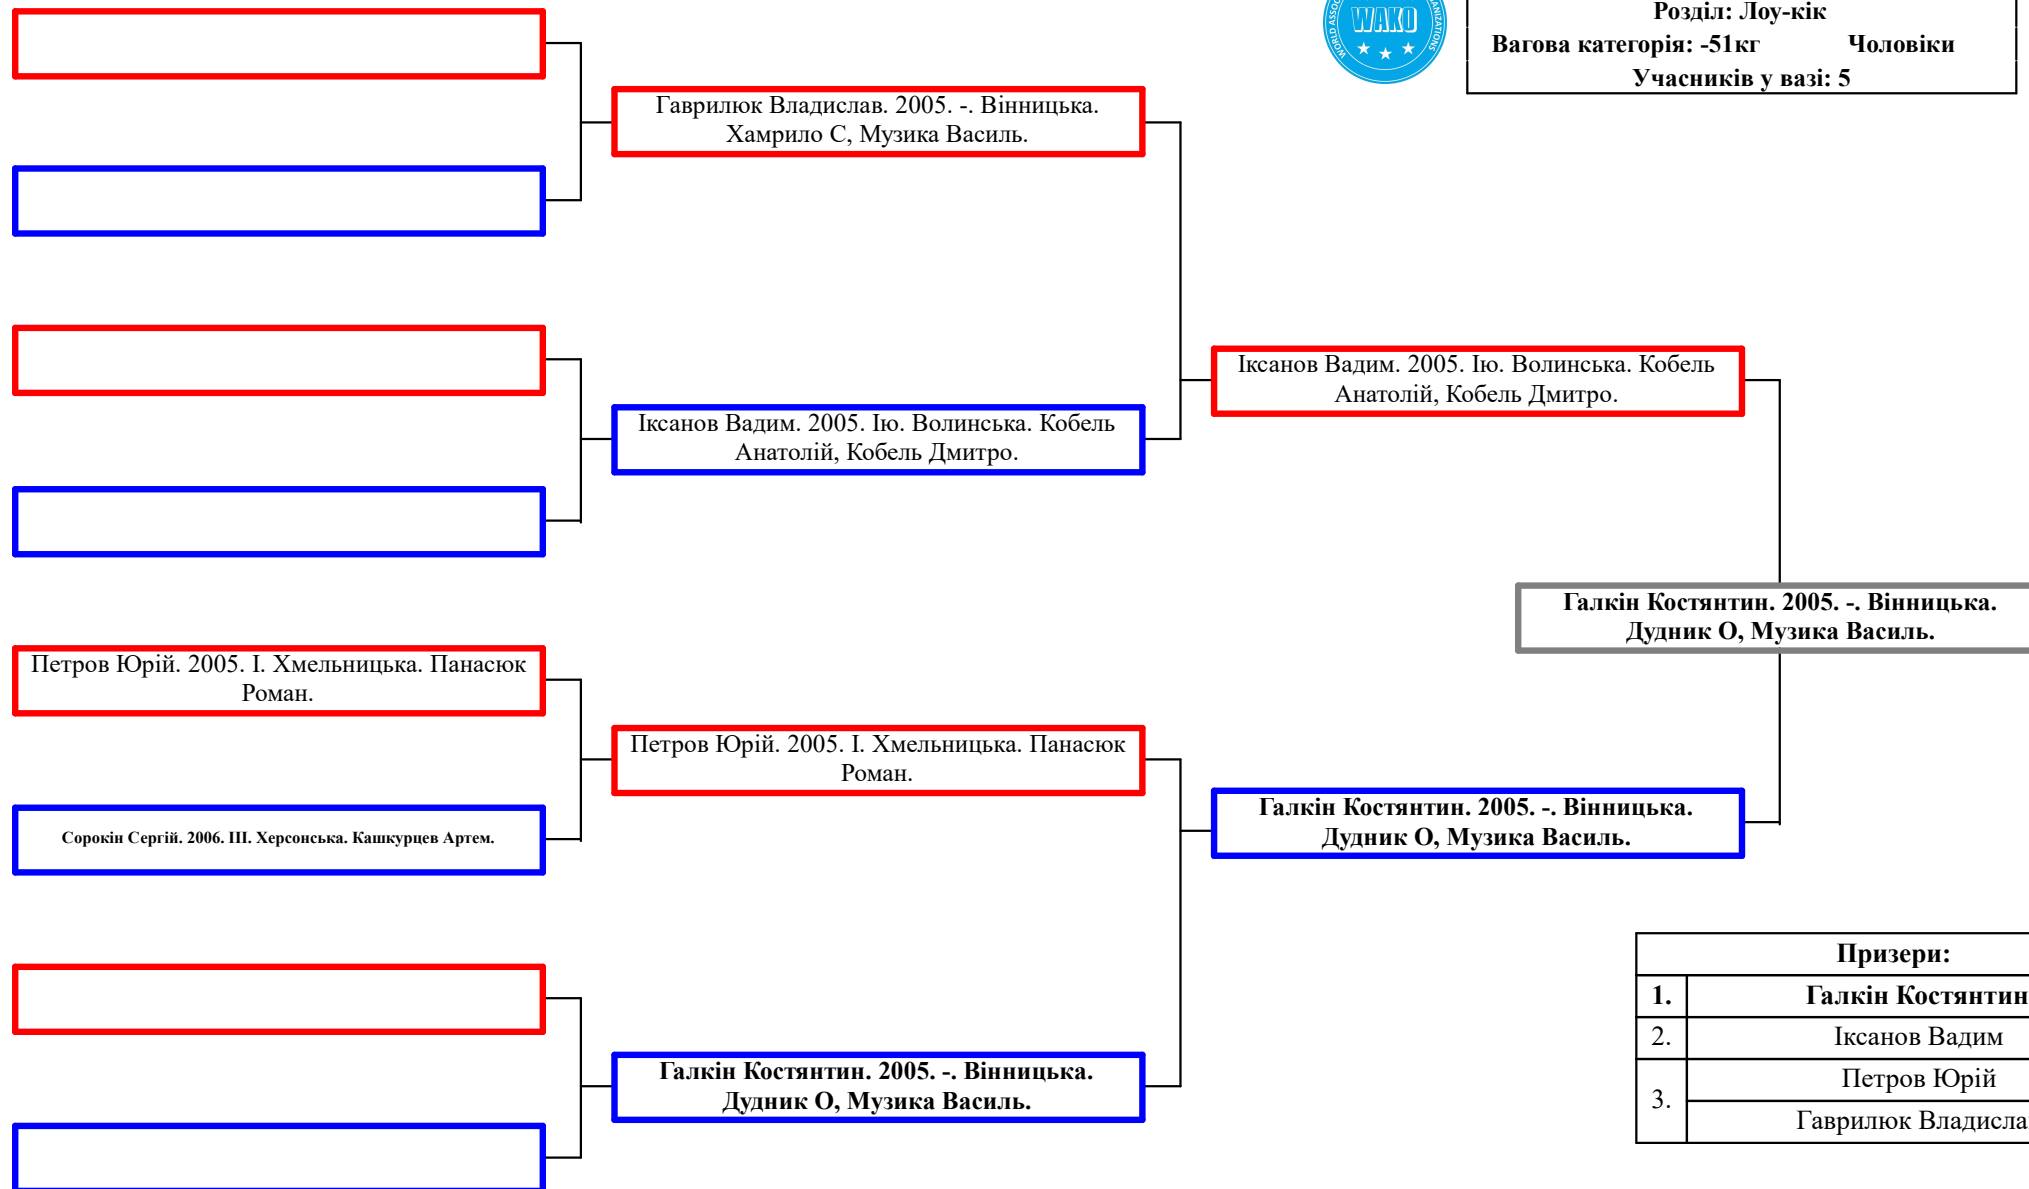 WAKO
Розділ: Лоу-кік
Вагова категорія: -51кг Чоловіки
Учасників у вазі: 5
Гаврилюк Владислав. 2005. -. Вінницька.
Хамрило С, Музика Василь.
Іксанов Вадим. 2005. Ію. Волинська. Кобель
Анатолій, Кобель Дмитро.
Іксанов Вадим. 2005. Ію. Волинська. Кобель
Анатолій, Кобель Дмитро.
Галкін Костянтин. 2005. -. Вінницька.
Дудник О, Музика Василь.
Петров Юрій. 2005. І. Хмельницька. Панасюк
Роман.
Петров Юрій. 2005. І. Хмельницька. Панасюк
Роман.
Сорокін Сергій. 2006. ІІІ. Херсонська. Кашкурцев Артем.
Галкін Костянтин. 2005. -. Вінницька.
Дудник О, Музика Василь.
Галкін Костянтин. 2005. -. Вінницька.
Дудник О, Музика Василь.
Призери:
1. Галкін Костянтин
2. Іксанов Вадим
3. Петров Юрій
Гаврилюк Владисла